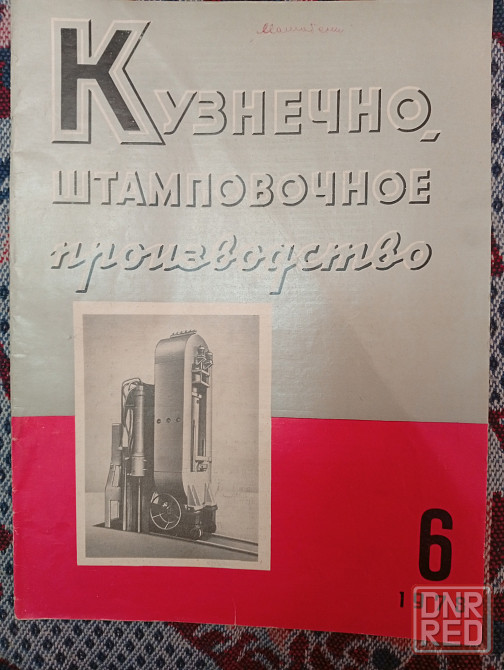 Кузнечно-
штамповочное
производство
6
DNR
RED